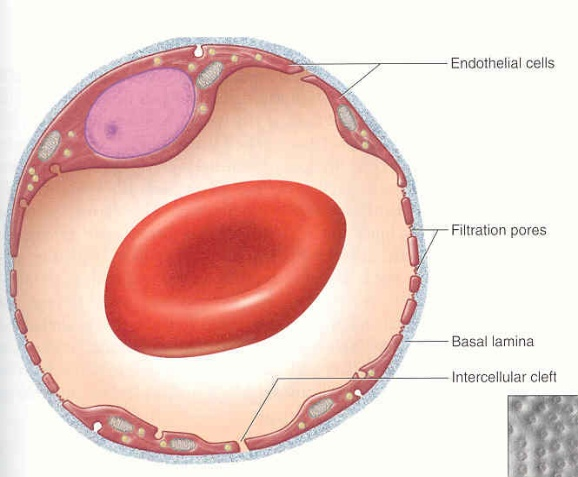 Endothelial cells
Filtration pores
Basal lamina
Intercellular cleft